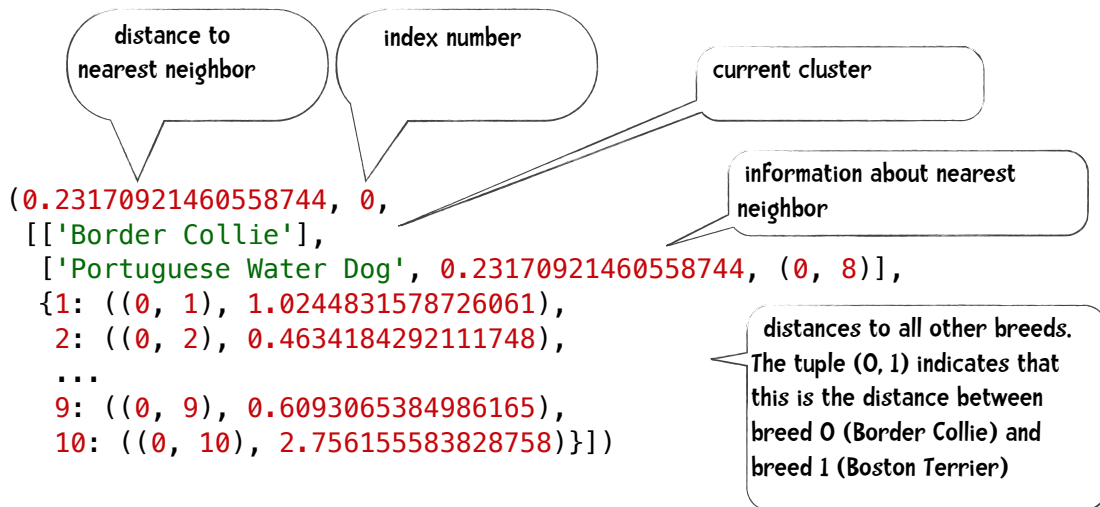 distance to
nearest neighbor
index number
current cluster
information about nearest
neighbor
(0.23170921460558744, 0,
[['Border Collie'],
['Portuguese Water Dog', 0.23170921460558744, (0, 8)],
{1: ((0, 1), 1.0244831578726061),
2: ((0, 2), 0.4634184292111748),
...
9: ((0, 9), 0.6093065384986165),
10: ((0, 10), 2.756155583828758)}])
distances to all other breeds.
The tuple (0, 1) indicates that
this is the distance between
breed 0 (Border Collie) and
breed 1 (Boston Terrier)